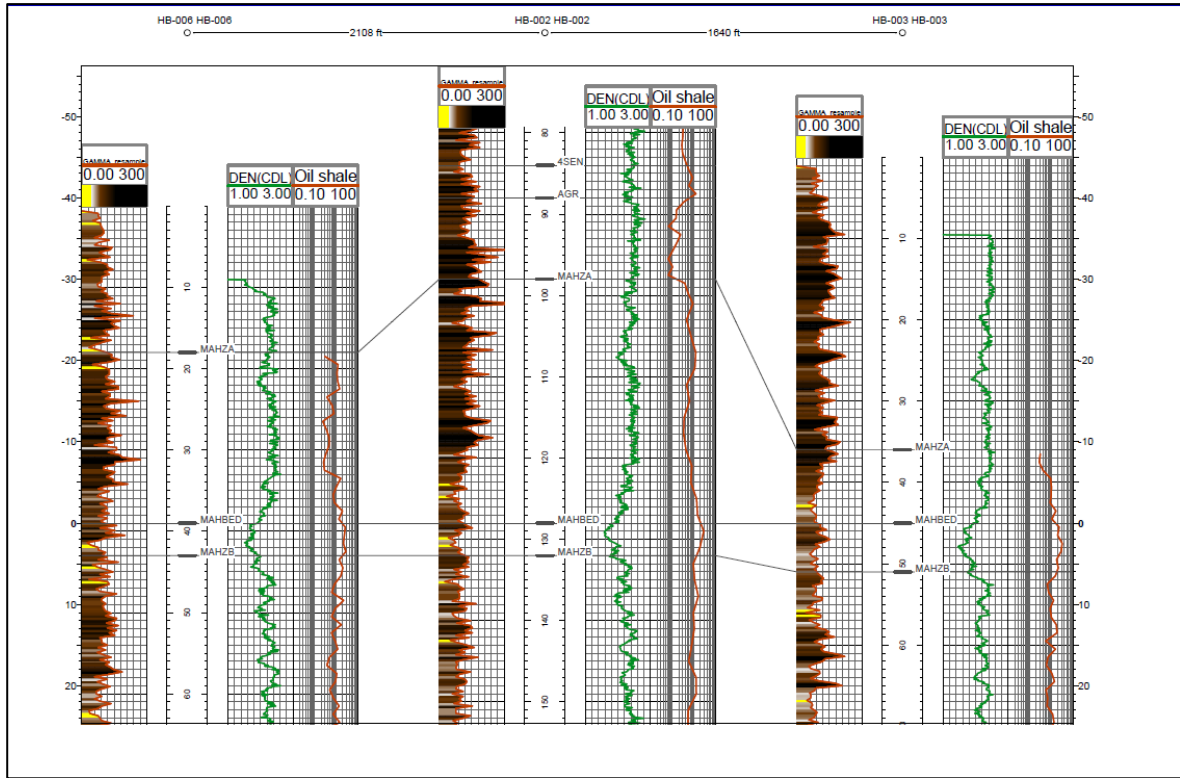 HB-006 HB-006
2108 ft
HB-002 HB-002
1640 ft
HB-003 HB-003
GAMMA_resample
0.00 300
DEN(CDL)
1.00 3.00
Oil shale
0.10 100
GAMMA_resample
0.00 300
DEN(CDL)
1.00 3.00
Oil shale
0.10 100
GAMMA_resample
0.00 300
DEN(CDL)
1.00 3.00
Oil shale
0.10 100
-50
-40
-30
-20
-10
0
10
20
10
20
30
40
50
60
MAHZA
MAHBED
MAHZB
80
90
100
110
120
130
140
150
4SEN
AGR
MAHZA
MAHBED
MAHZB
10
20
30
40
50
60
MAHZA
MAHBED
MAHZB
-50
-40
-30
-20
-10
0
10
20